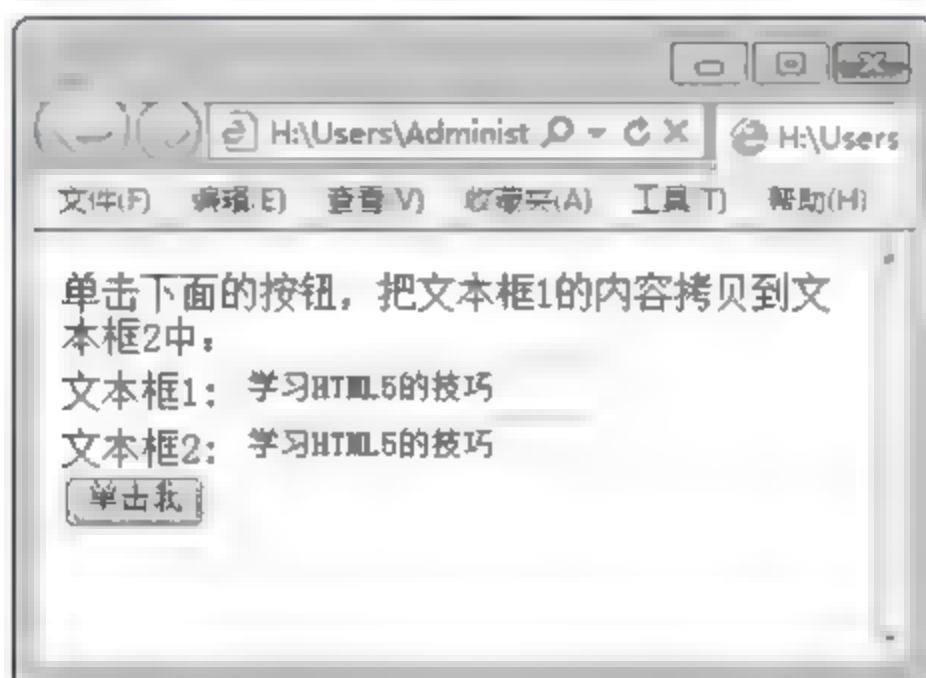 H:\Users\Administ
H:\Users
文件(F) 编辑(E) 查看(V) 收藏夹(A) 工具(T) 帮助(H)
单击下面的按钮，把文本框1的内容拷贝到文
本框2中：
文本框1： 学习HTML5的技巧
文本框2： 学习HTML5的技巧
单击我